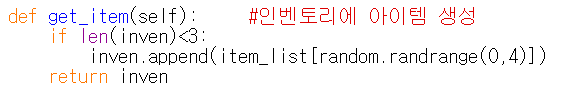 def get_item(self):     #인벤토리에 아이템 생성
    if len(inven)<3:
        inven.append(item_list[random.randrange(0,4)])
    return inven